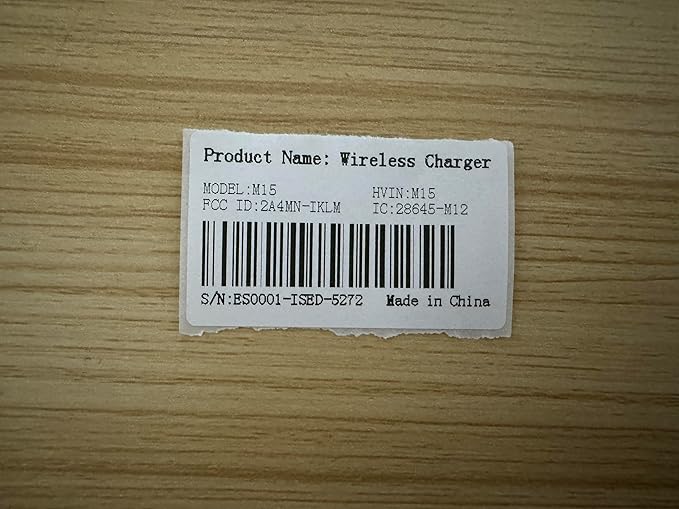 Product Name: Wireless Charger
MODEL:M15 HVIN:M15
FCC ID:2A4MN-IKLM IC:28645-M12
S/N:ES0001-ISED-5272 Made in China